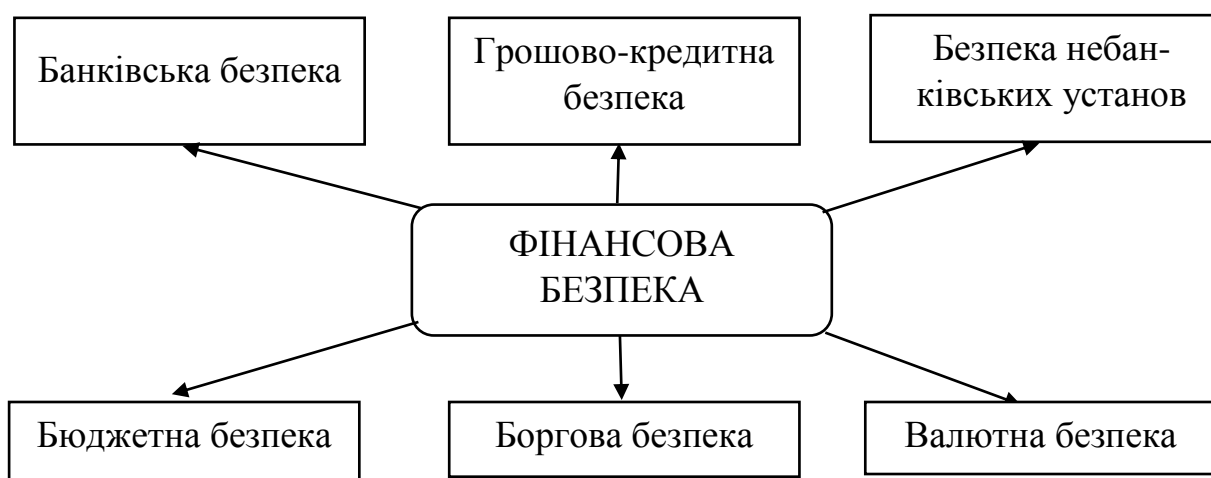 Банківська безпека
Грошово-кредитна
безпека
Безпека небан-
ківських установ
ФІНАНСОВА
БЕЗПЕКА
Бюджетна безпека
Боргова безпека
Валютна безпека